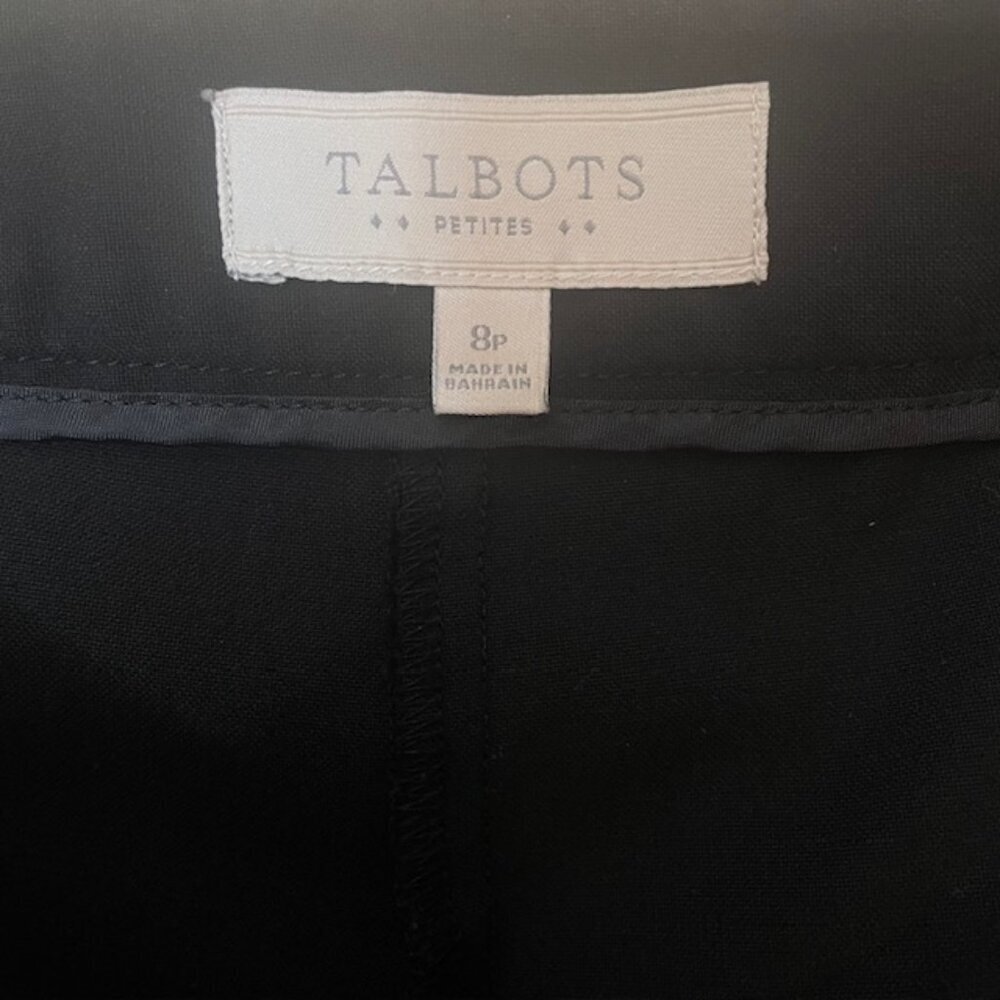 TALBOTS
PETITES
8P
MADE IN
BAHRAIN